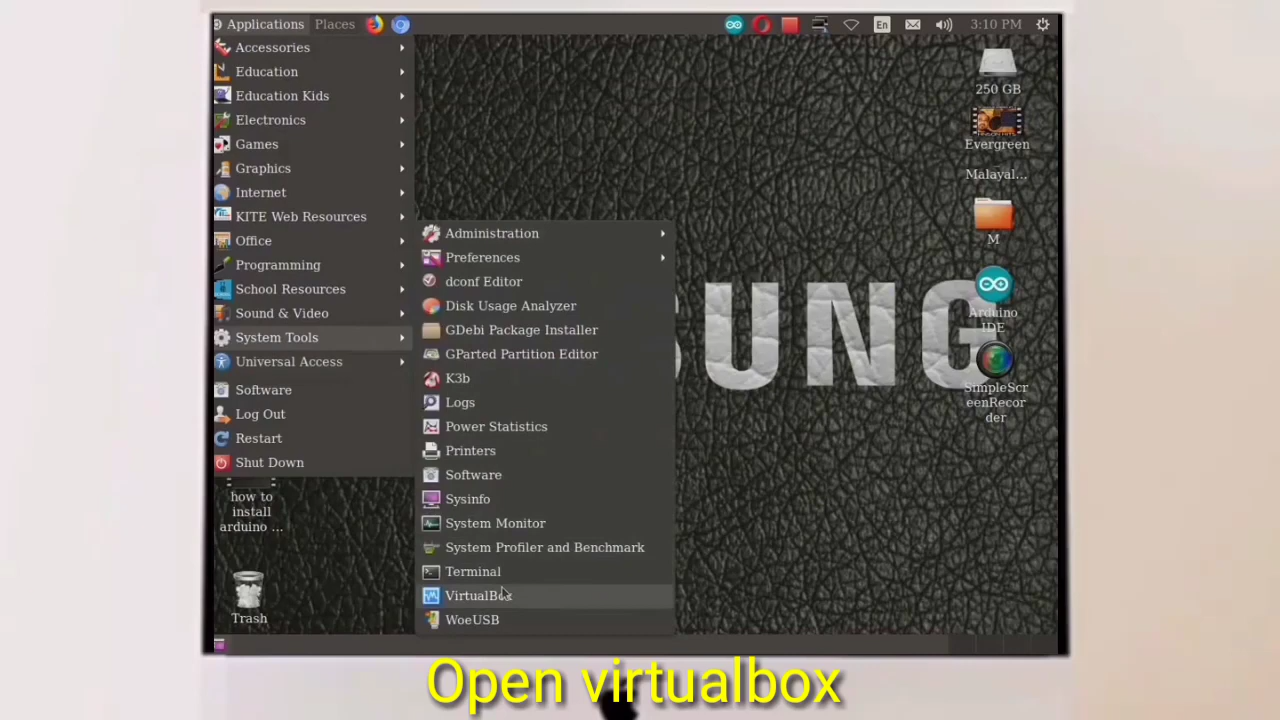 Applications Places En 3:10 PM
Accessories
Education
Education Kids
Electronics
Games
Graphics
Internet
KITE Web Resources
Office
Programming
School Resources
Sound & Video
System Tools
Universal Access
Software
Log Out
Restart
Shut Down
Administration
Preferences
dconf Editor
Disk Usage Analyzer
GDebi Package Installer
GParted Partition Editor
K3b
Logs
Power Statistics
Printers
Software
Sysinfo
System Monitor
System Profiler and Benchmark
Terminal
VirtualBox
WoeUSB
250 GB
Evergreen
Malayal...
M
Arduino
IDE
SimpleScr
eenRecor
der
SUNG
how to
install
arduino ...
Trash
Open virtualbox